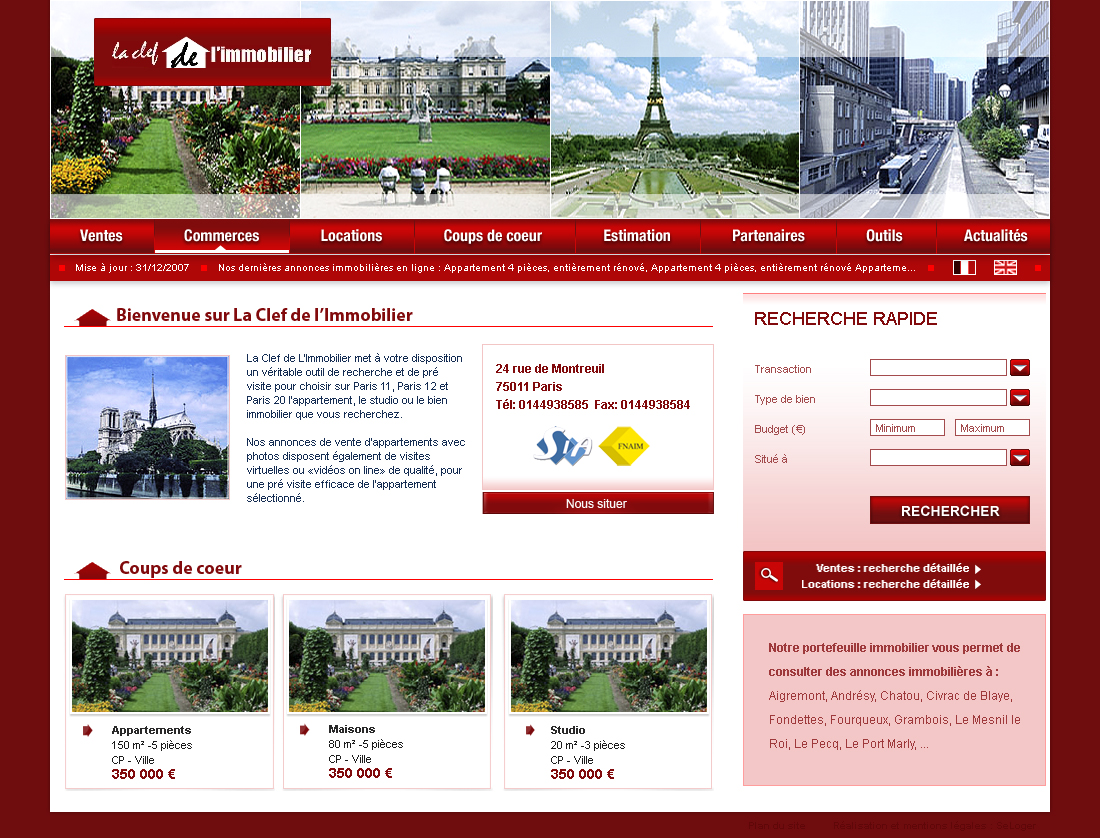 la clef de l'immobilier
Ventes
Commerces
Locations
Coups de coeur
Estimation
Partenaires
Outils
Actualités
Mise à jour : 31/12/2007
Nos dernières annonces immobilières en ligne : Appartement 4 pièces, entièrement rénové, Appartement 4 pièces, entièrement rénové Apparteme...
Bienvenue sur La Clef de l'Immobilier
La Clef de L'Immobilier met à votre disposition
un véritable outil de recherche et de pré
visite pour choisir sur Paris 11, Paris 12 et
Paris 20 l'appartement, le studio ou le bien
immobilier que vous recherchez.
Nos annonces de vente d'appartements avec
photos disposent également de visites
virtuelles ou «vidéos on line» de qualité, pour
une pré visite efficace de l'appartement
sélectionné.
24 rue de Montreuil
75011 Paris
Tél: 0144938585 Fax: 0144938584
FNAIM
Nous situer
RECHERCHE RAPIDE
Transaction
Type de bien
Budget (€)
Minimum
Maximum
Situé à
RECHERCHER
Ventes : recherche détaillée
Locations : recherche détaillée
Notre portefeuille immobilier vous permet de
consulter des annonces immobilières à :
Aigremont, Andrésy, Chatou, Civrac de Blaye,
Fondettes, Fourqueux, Grambois, Le Mesnil le
Roi, Le Pecq, Le Port Marly, ...
Coups de coeur
Appartements
150 m² -5 pièces
CP - Ville
350 000 €
Maisons
80 m² -5 pièces
CP - Ville
350 000 €
Studio
20 m² -3 pièces
CP - Ville
350 000 €